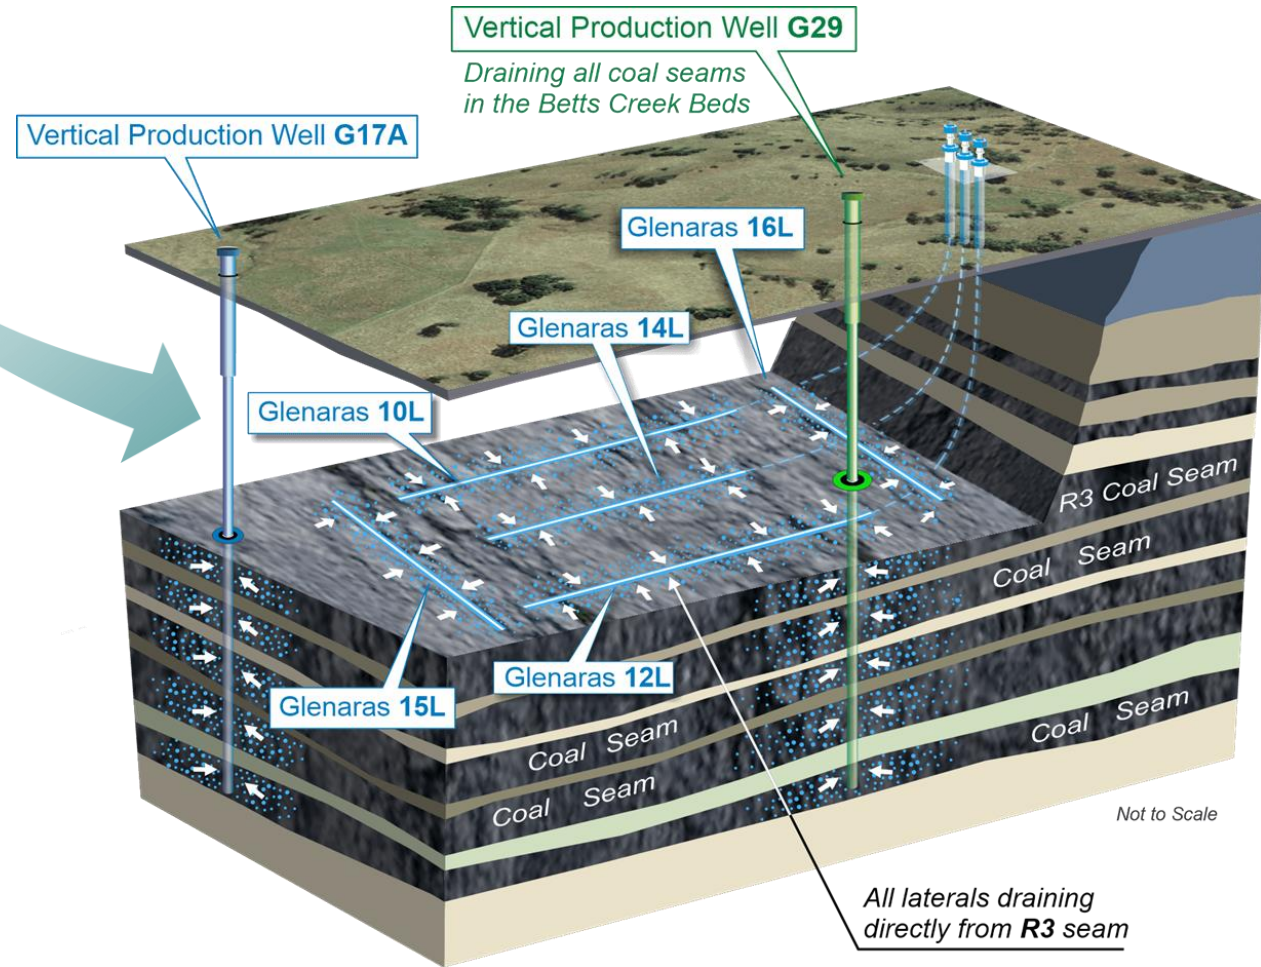 Vertical Production Well G29
Draining all coal seams
in the Betts Creek Beds
Vertical Production Well G17A
Glenaras 16L
Glenaras 14L
Glenaras 10L
R3 Coal Seam
Coal Seam
Glenaras 12L
Glenaras 15L
Coal Seam
Coal Seam
Coal Seam
Not to Scale
All laterals draining
directly from R3 seam